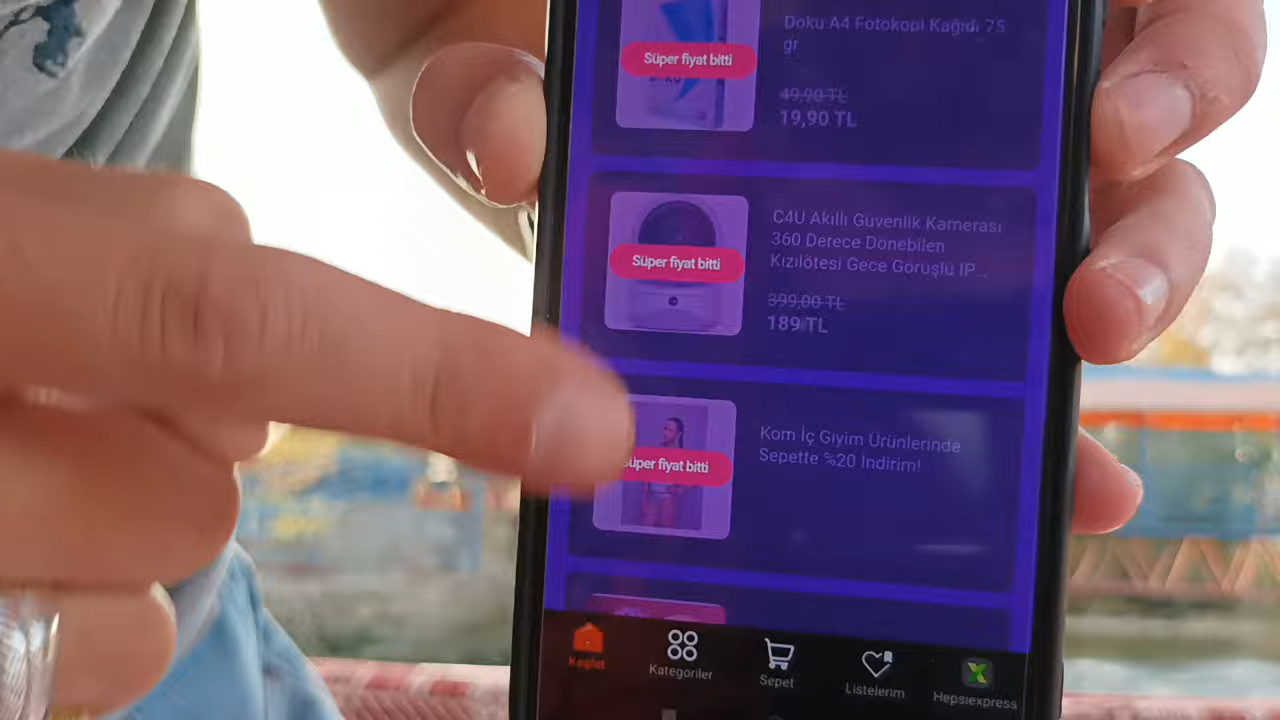 Doku A4 Fotokopi Kağıdı 75
gr
Süper fiyat bitti
49,90 TL
19,90 TL
C4U Akıllı Güvenlik Kamerası
360 Derece Dönebilen
Kızılötesi Gece Görüşlü IP...
Süper fiyat bitti
399,00 TL
189 TL
Kom İç Giyim Ürünlerinde
Sepette %20 İndirim!
Süper fiyat bitti
Keşfet
Kategoriler
Sepet
Listelerim
Hepsiexpress